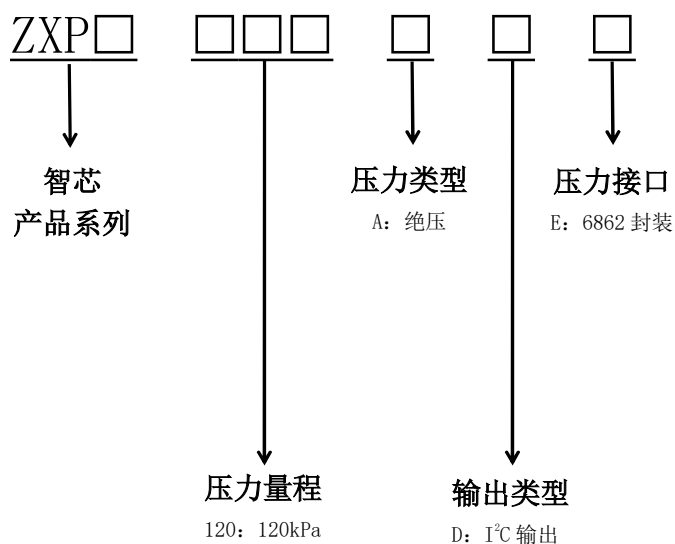 ZXP□ □□□ □ □ □
智芯
产品系列
压力类型
A：绝压
压力接口
E：6862 封装
压力量程
120：120kPa
输出类型
D：I²C 输出